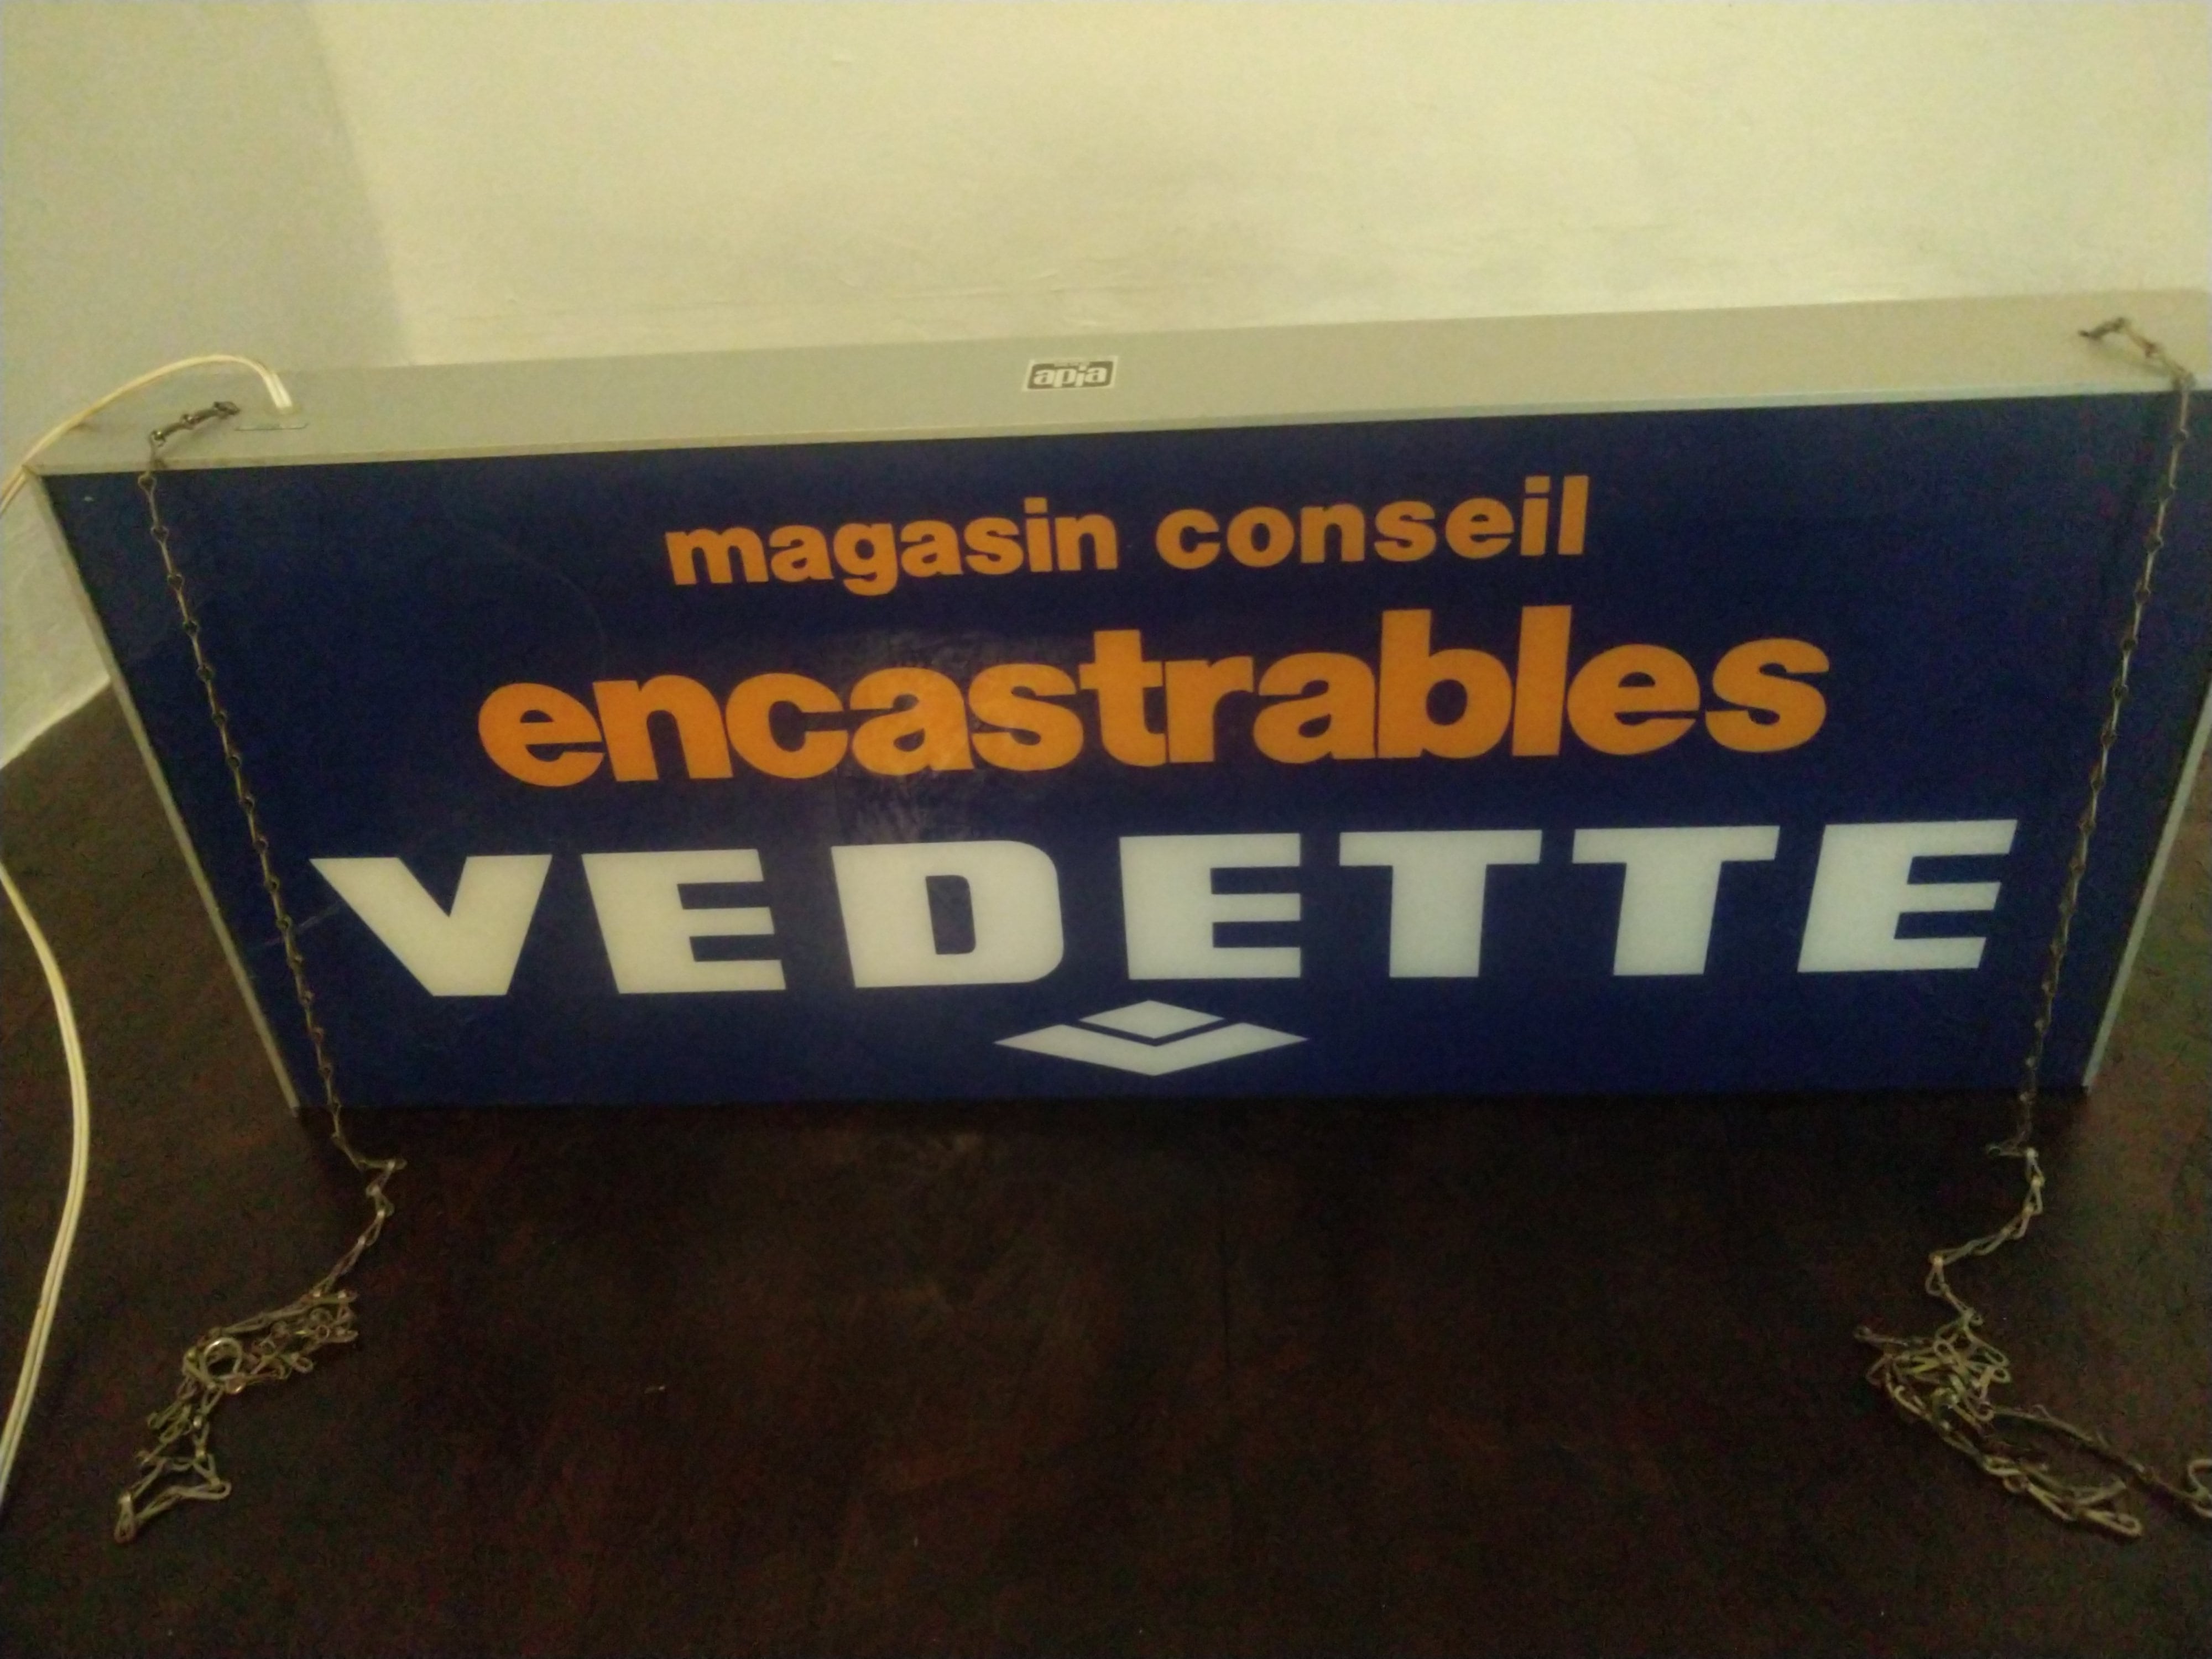 apia
magasin conseil
encastrables
VEDETTE